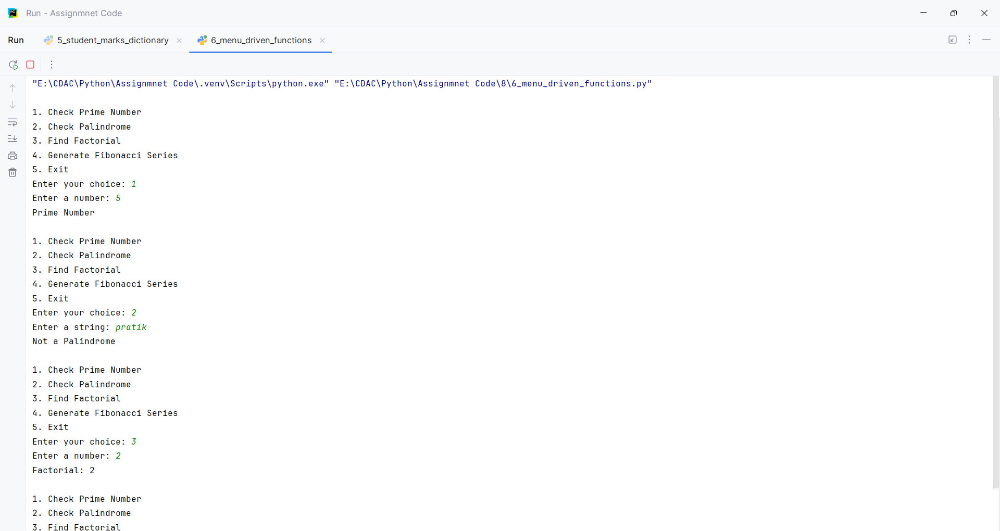 Run - Assignmnet Code
Run 5_student_marks_dictionary 6_menu_driven_functions
"E:\CDAC\Python\Assignmnet Code\.venv\Scripts\python.exe" "E:\CDAC\Python\Assignmnet Code\8\6_menu_driven_functions.py"
1. Check Prime Number
2. Check Palindrome
3. Find Factorial
4. Generate Fibonacci Series
5. Exit
Enter your choice: 1
Enter a number: 5
Prime Number
1. Check Prime Number
2. Check Palindrome
3. Find Factorial
4. Generate Fibonacci Series
5. Exit
Enter your choice: 2
Enter a string: pratik
Not a Palindrome
1. Check Prime Number
2. Check Palindrome
3. Find Factorial
4. Generate Fibonacci Series
5. Exit
Enter your choice: 3
Enter a number: 2
Factorial: 2
1. Check Prime Number
2. Check Palindrome
3. Find Factorial